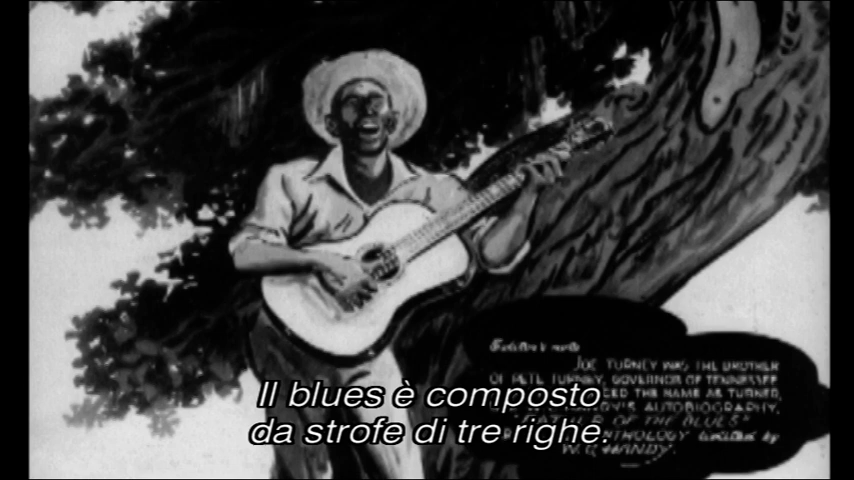 JOE TURNEY WAS THE BROTHER
OF PETE TURNEY, GOVERNOR OF TENNESSEE
THE NAME AS TURNER,
AUTOBIOGRAPHY,
OF THE BLUES"
W.C. HANDY.
Il blues è composto
da strofe di tre righe.